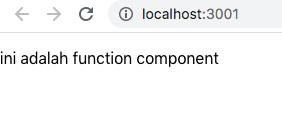 localhost:3001
ini adalah function component